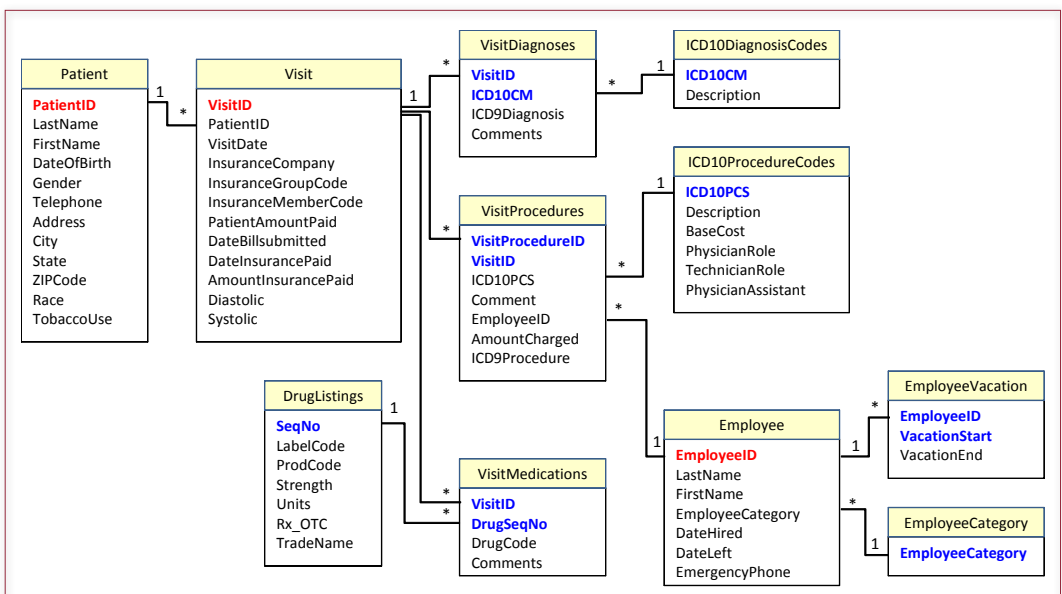 Patient
PatientID
LastName
FirstName
DateOfBirth
Gender
Telephone
Address
City
State
ZIPCode
Race
TobaccoUse
1
*
Visit
VisitID
PatientID
VisitDate
InsuranceCompany
InsuranceGroupCode
InsuranceMemberCode
PatientAmountPaid
DateBillsubmitted
DateInsurancePaid
AmountInsurancePaid
Diastolic
Systolic
1
*
VisitDiagnoses
VisitID
ICD10CM
ICD9Diagnosis
Comments
*
1
ICD10DiagnosisCodes
ICD10CM
Description
*
VisitProcedures
VisitProcedureID
VisitID
ICD10PCS
Comment
EmployeeID
AmountCharged
ICD9Procedure
*
1
ICD10ProcedureCodes
ICD10PCS
Description
BaseCost
PhysicianRole
TechnicianRole
PhysicianAssistant
*
1
DrugListings
SeqNo
LabelCode
ProdCode
Strength
Units
Rx_OTC
TradeName
1
*
*
VisitMedications
VisitID
DrugSeqNo
DrugCode
Comments
Employee
EmployeeID
LastName
FirstName
EmployeeCategory
DateHired
DateLeft
EmergencyPhone
1
*
EmployeeVacation
EmployeeID
VacationStart
VacationEnd
*
1
EmployeeCategory
EmployeeCategory